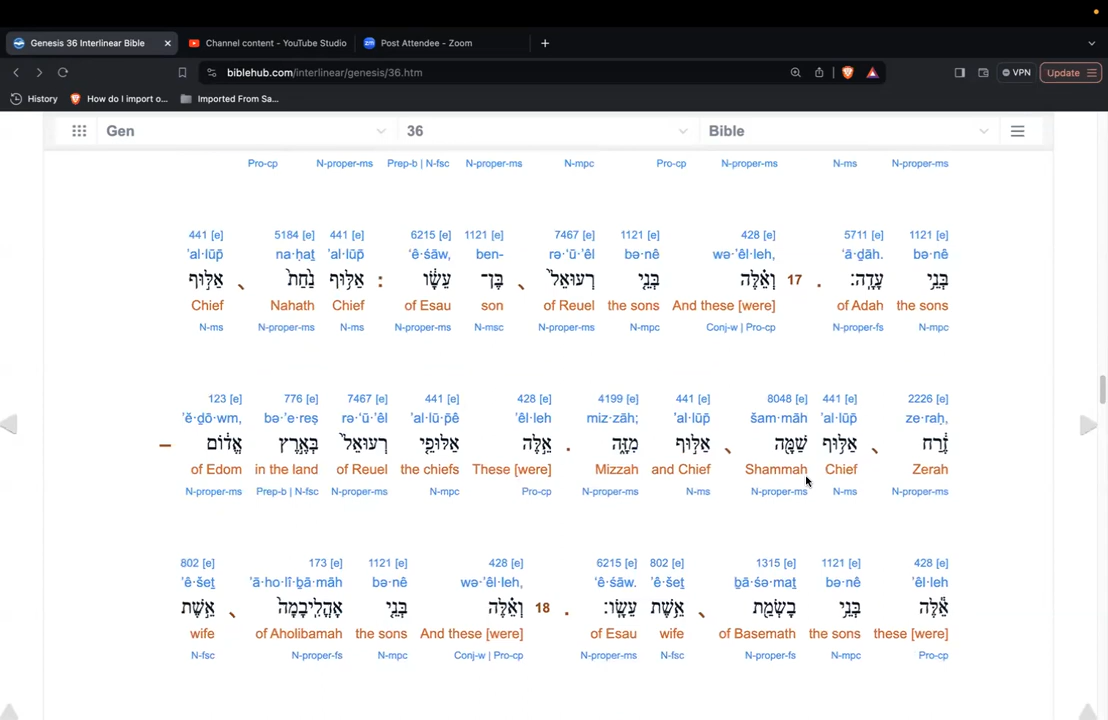 Genesis 36 Interlinear Bible
Channel content - YouTube Studio
Post Attendee - Zoom
biblehub.com/interlinear/genesis/36.htm
VPN
Update
History
How do I import o...
Imported From Sa...
Gen
36
Bible
Pro-cp N-proper-ms Prep-b | N-fsc N-proper-ms N-mpc Pro-cp N-proper-ms N-ms N-proper-ms
441 [e] 5184 [e] 441 [e] 6215 [e] 1121 [e] 7467 [e] 1121 [e] 428 [e] 5711 [e] 1121 [e]
’al·lūp̄ na·ḥaṯ ’al·lūp̄ ‘ê·śāw, ben- rə·‘ū·’êl bə·nê wə·’êl·leh, ‘ā·ḏāh. bə·nê
בְּנֵ֥י עָדָֽה׃ . 17 וְאֵ֗לֶּה בְּנֵ֤י רְעוּאֵל֙ 、 בֶּן־ עֵשָׂ֔ו : אַלּ֥וּף נַ֙חַת֙ 、 אַלּ֣וּף
Chief Nahath Chief of Esau son of Reuel the sons And these [were] of Adah the sons
N-ms N-proper-ms N-ms N-proper-ms N-msc N-proper-ms N-mpc Conj-w | Pro-cp N-proper-fs N-mpc
123 [e] 776 [e] 7467 [e] 441 [e] 428 [e] 4199 [e] 441 [e] 8048 [e] 441 [e] 2226 [e]
’ĕ·ḏō·wm, bə·’e·reṣ rə·‘ū·’êl ’al·lū·p̄ê ’êl·leh miz·zāh; ’al·lūp̄ šam·māh ’al·lūp̄ ze·raḥ,
זֶ֔רַח 、 אַלּ֥וּף שַׁמָּ֖ה 、 אַלּ֣וּף מִזָּ֑ה . אֵ֣לֶּה אַלּוּפֵ֤י רְעוּאֵל֙ בְּאֶ֣רֶץ אֱד֔וֹם –
of Edom in the land of Reuel the chiefs These [were] Mizzah and Chief Shammah Chief Zerah
N-proper-ms Prep-b | N-fsc N-proper-ms N-mpc Pro-cp N-proper-ms N-ms N-proper-ms N-ms N-proper-ms
802 [e] 173 [e] 1121 [e] 428 [e] 6215 [e] 802 [e] 1315 [e] 1121 [e] 428 [e]
’ê·šeṯ ’ā·ho·lî·ḇā·māh bə·nê wə·’êl·leh, ‘ê·śāw. ’ê·šeṯ ḇā·śə·maṯ bə·nê ’êl·leh
אֵ֕לֶּה בְּנֵ֥י בָשְׂמַ֖ת 、 אֵ֥שֶׁת עֵשָֽׂו׃ . 18 וְאֵ֗לֶּה בְּנֵ֤י אָהֳלִֽיבָמָה֙ 、 אֵ֣שֶׁת
wife of Aholibamah the sons And these [were] of Esau wife of Basemath the sons these [were]
N-fsc N-proper-fs N-mpc Conj-w | Pro-cp N-proper-ms N-fsc N-proper-fs N-mpc Pro-cp